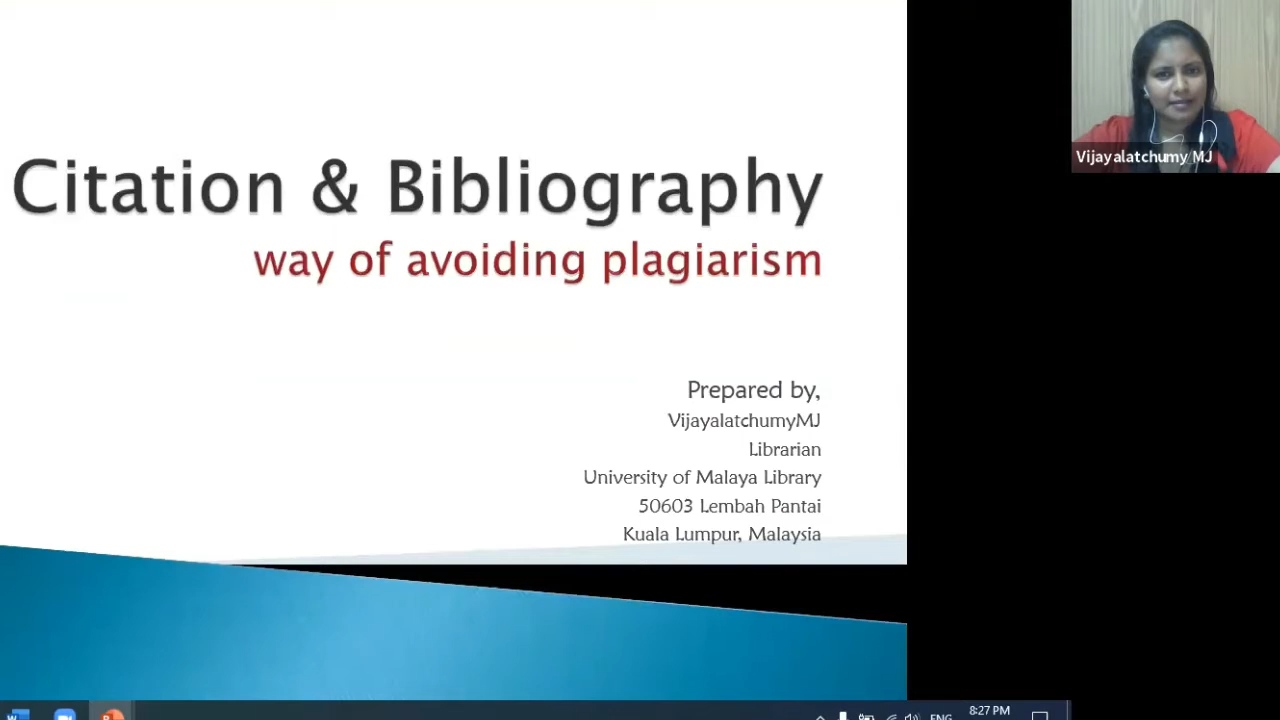 Citation & Bibliography
way of avoiding plagiarism
Prepared by,
VijayalatchumyMJ
Librarian
University of Malaya Library
50603 Lembah Pantai
Kuala Lumpur, Malaysia
Vijayalatchumy MJ
ENG
8:27 PM